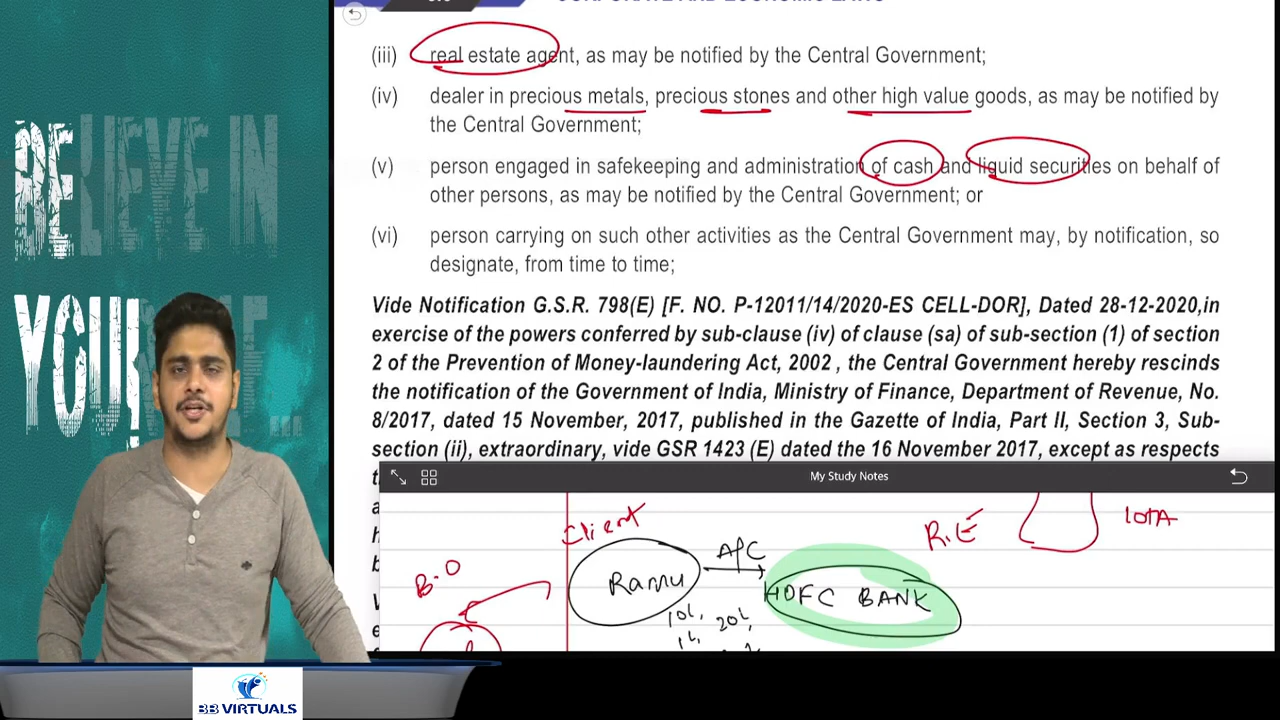 CORPORATE AND ECONOMIC LAWS
(iii) real estate agent, as may be notified by the Central Government;
(iv) dealer in precious metals, precious stones and other high value goods, as may be notified by
the Central Government;
(v) person engaged in safekeeping and administration of cash and liquid securities on behalf of
other persons, as may be notified by the Central Government; or
(vi) person carrying on such other activities as the Central Government may, by notification, so
designate, from time to time;
Vide Notification G.S.R. 798(E) [F. NO. P-12011/14/2020-ES CELL-DOR], Dated 28-12-2020,in
exercise of the powers conferred by sub-clause (iv) of clause (sa) of sub-section (1) of section
2 of the Prevention of Money-laundering Act, 2002 , the Central Government hereby rescinds
the notification of the Government of India, Ministry of Finance, Department of Revenue, No.
8/2017, dated 15 November, 2017, published in the Gazette of India, Part II, Section 3, Sub-
section (ii), extraordinary, vide GSR 1423 (E) dated the 16 November 2017, except as respects
My Study Notes
Client
R.E
A/C
B.O
Ramu
HDFC BANK
10L, 20L,
1L,
BELIEVE IN
YOUR
BB VIRTUALS